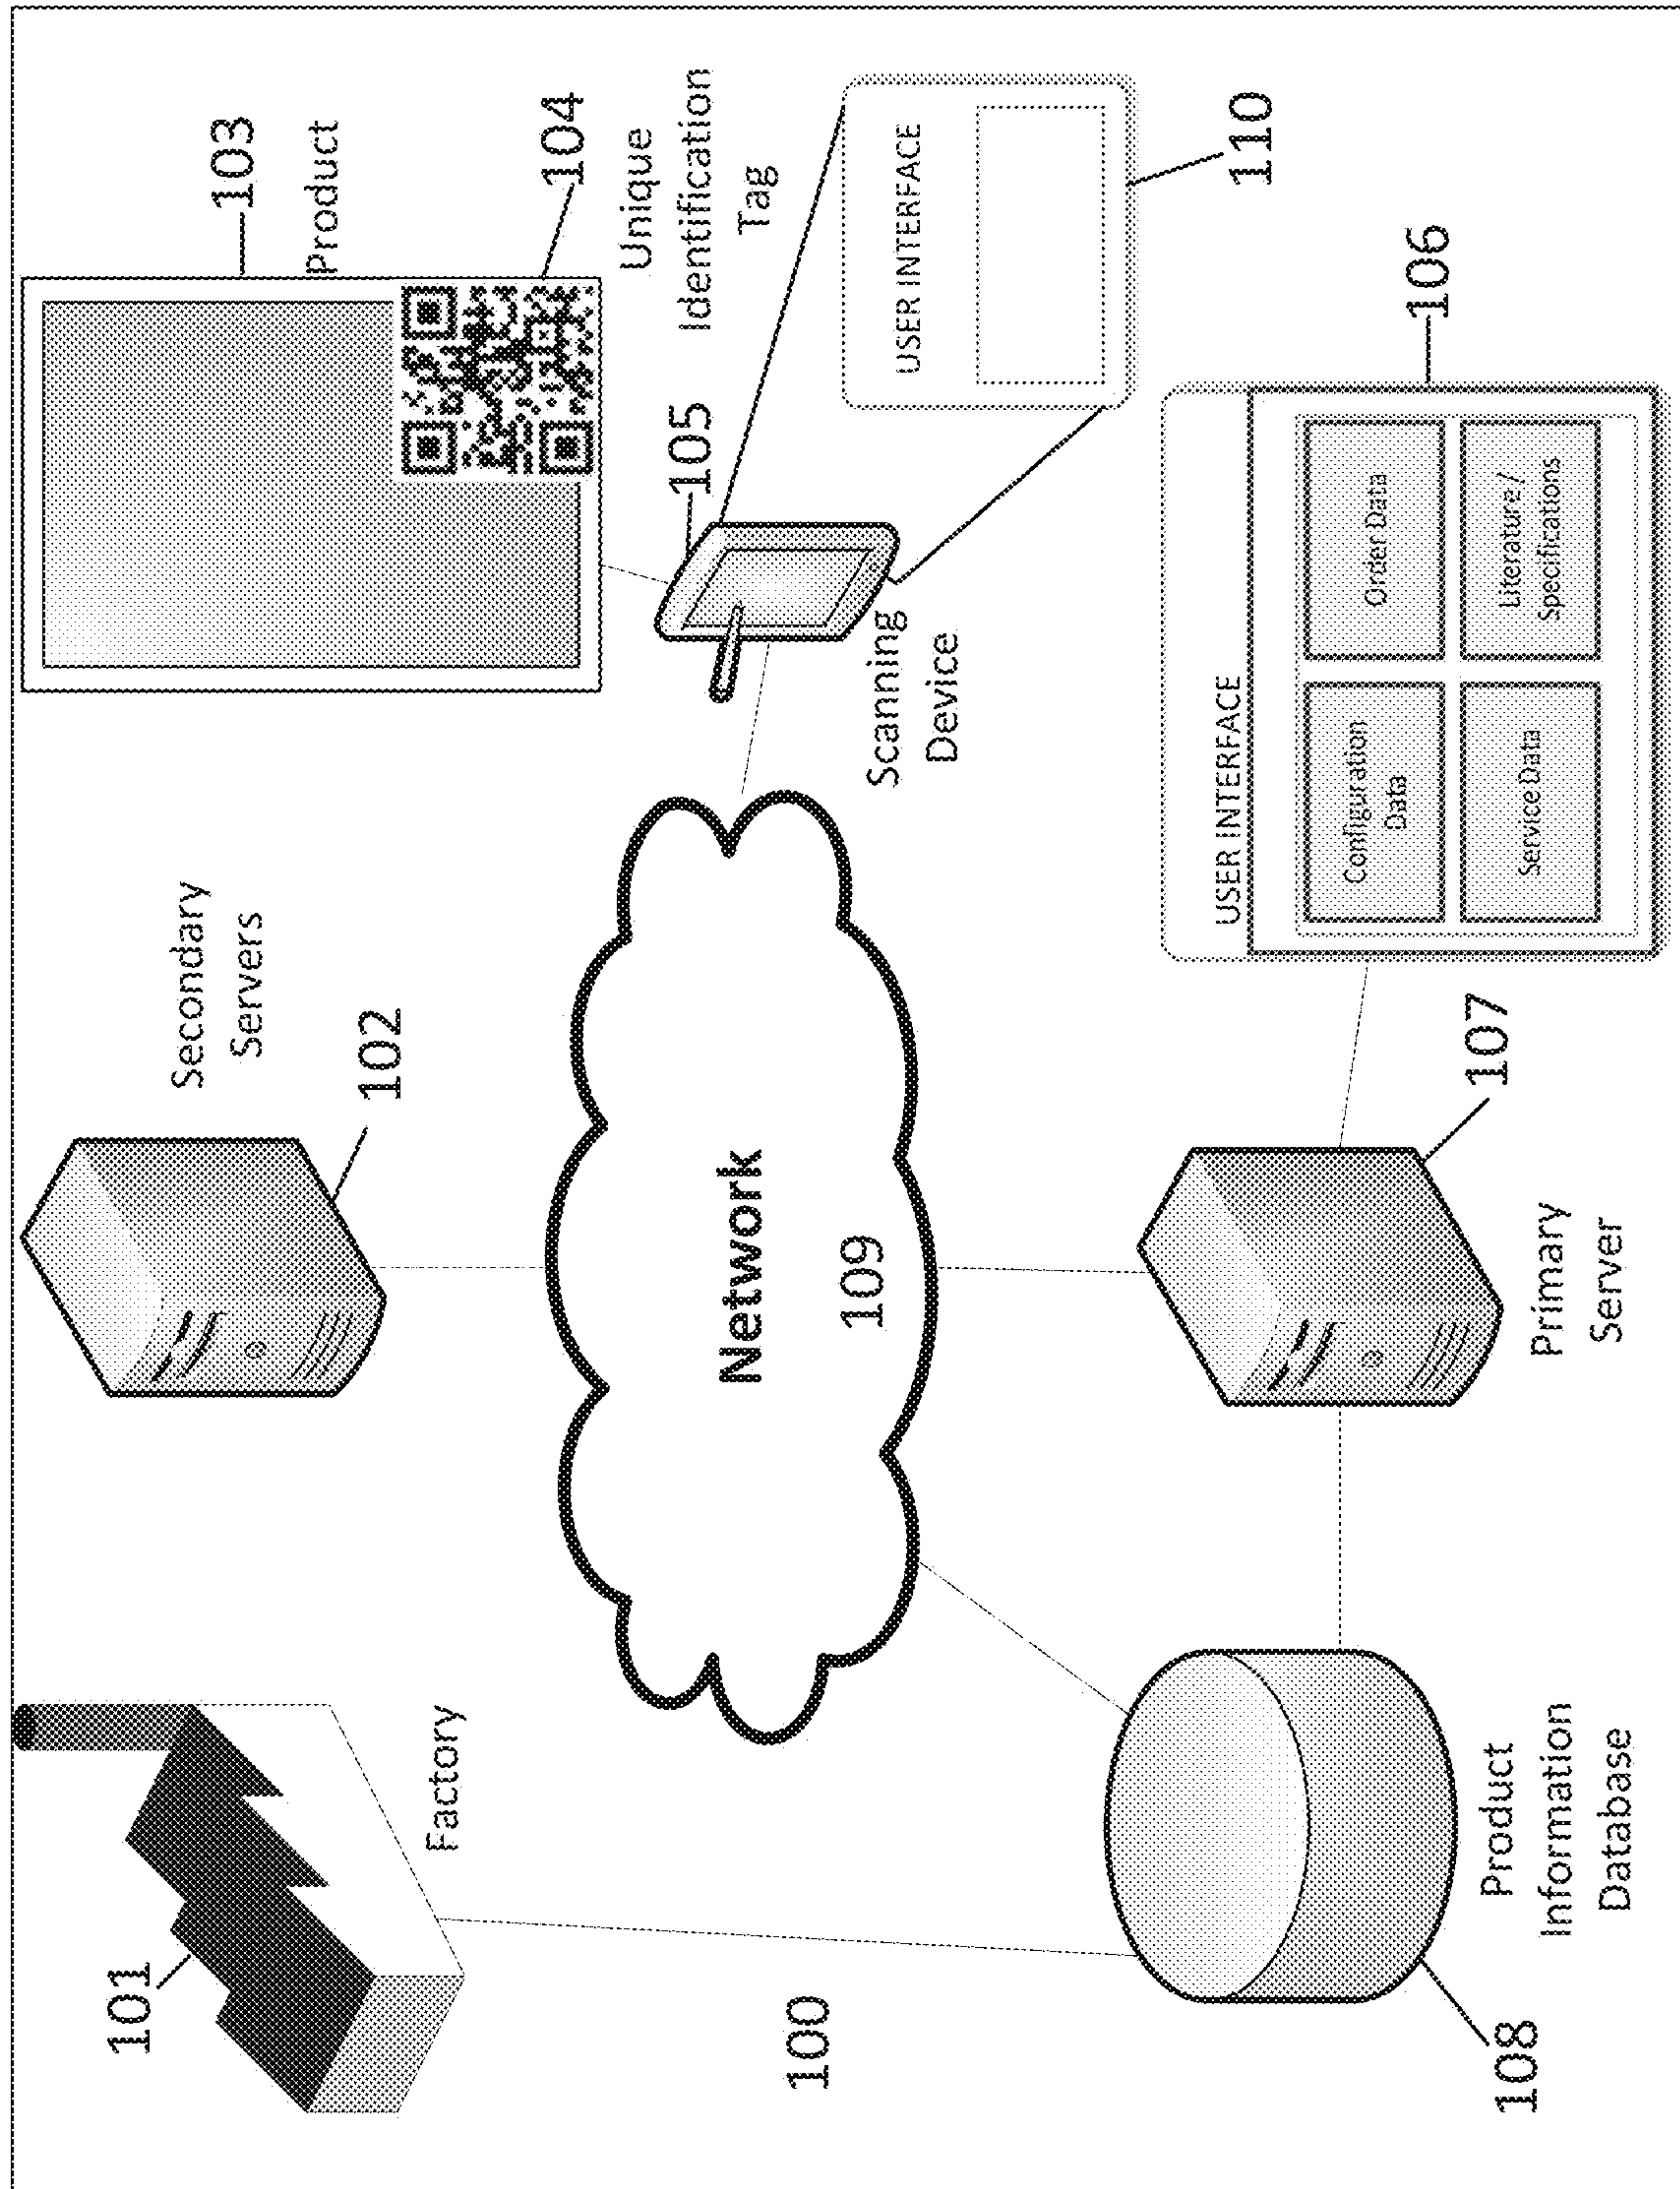 101
Factory
Secondary
Servers
102
103
Product
104
Unique
Identification
Tag
105
Scanning
Device
USER INTERFACE
110
Network
109
100
108
Product
Information
Database
Primary
Server
107
USER INTERFACE
Configuration
Data
Order Data
Service Data
Literature /
Specifications
106